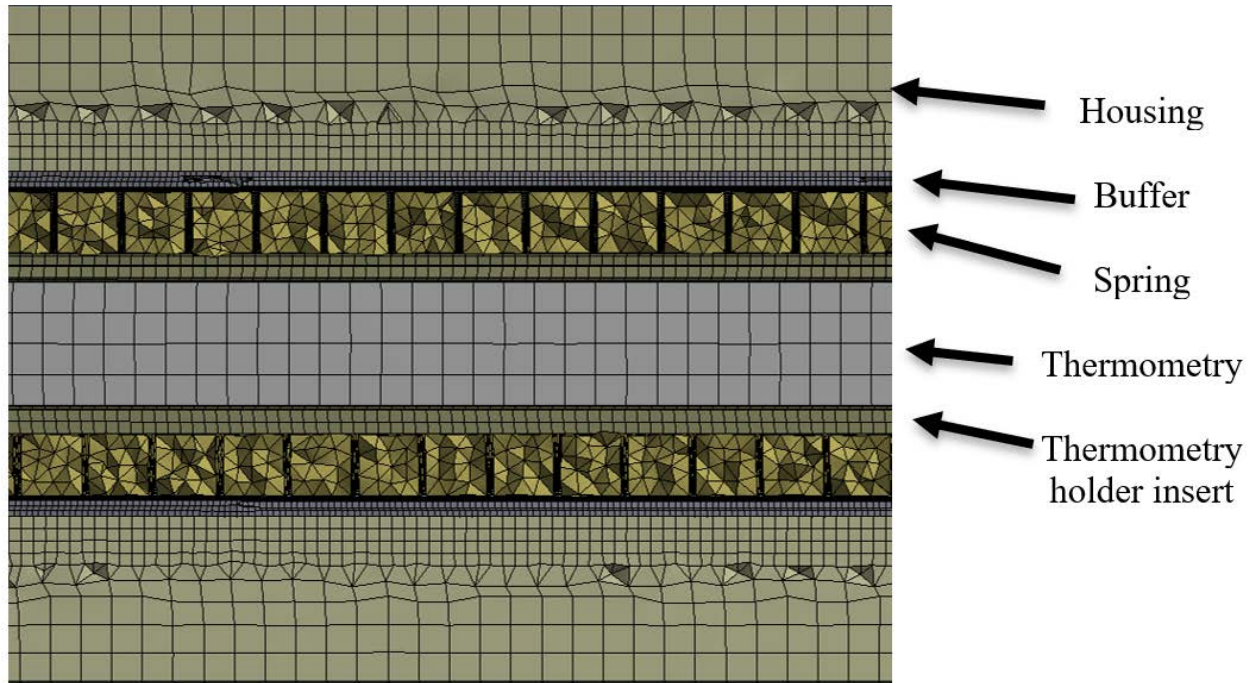 Housing
Buffer
Spring
Thermometry
Thermometry
holder insert